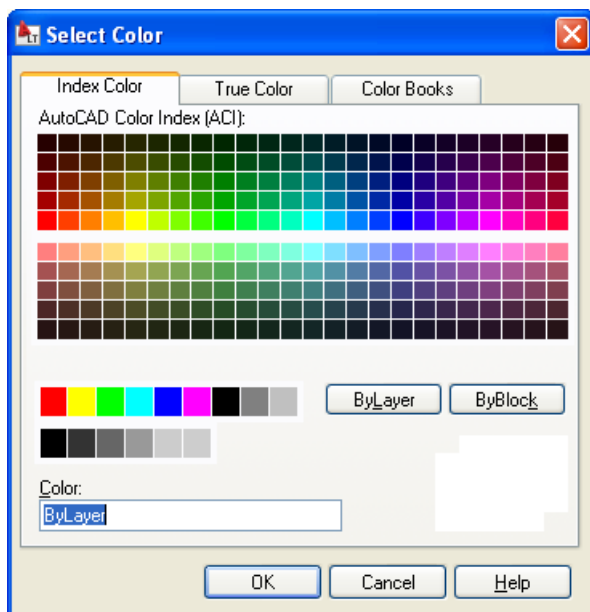 LT Select Color
Index Color True Color Color Books
AutoCAD Color Index (ACI):
ByLayer ByBlock
Color:
ByLayer
OK Cancel Help